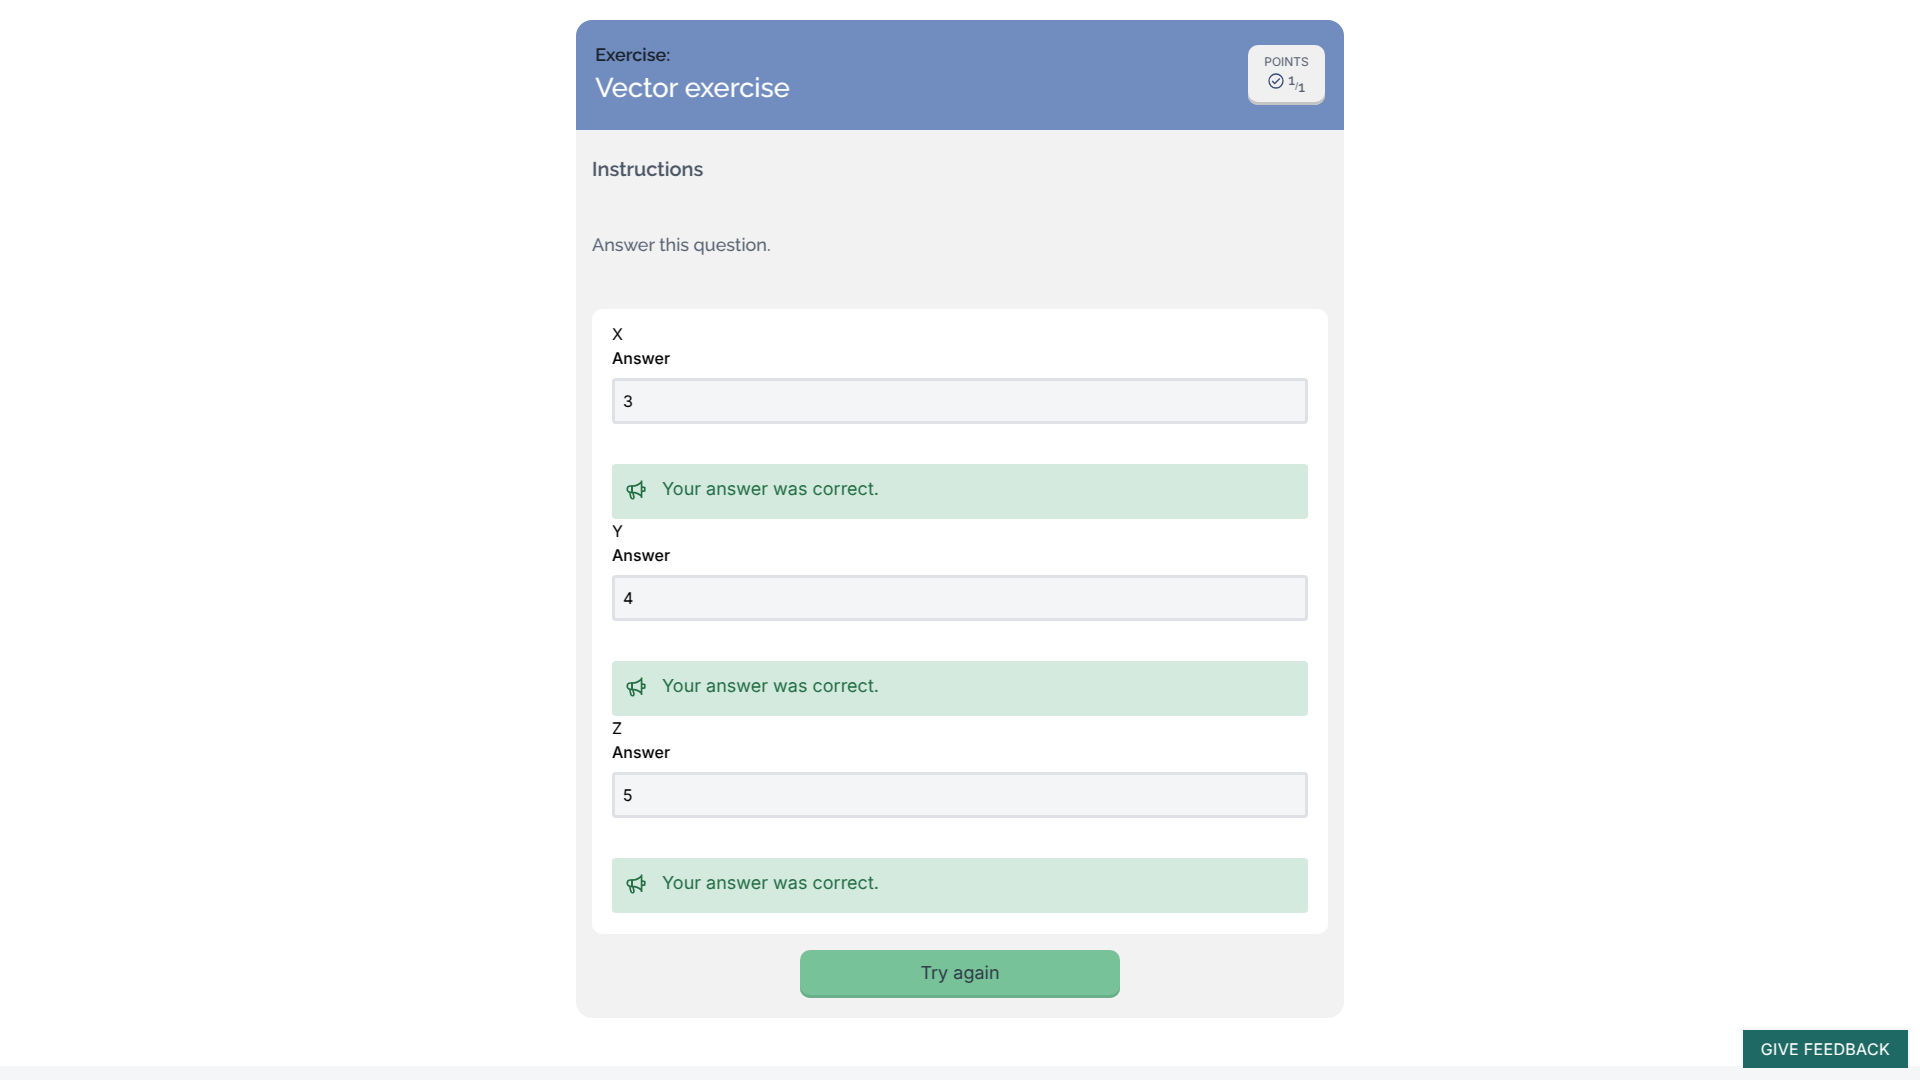 Exercise:
Vector exercise
POINTS
1/1
Instructions
Answer this question.
X
Answer
3
Your answer was correct.
Y
Answer
4
Your answer was correct.
Z
Answer
5
Your answer was correct.
Try again
GIVE FEEDBACK